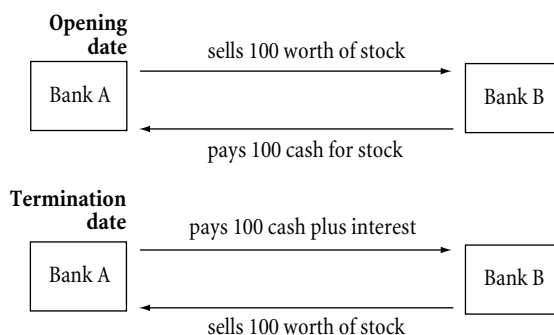 Opening
date
sells 100 worth of stock
Bank A
Bank B
pays 100 cash for stock
Termination
date
pays 100 cash plus interest
Bank A
Bank B
sells 100 worth of stock